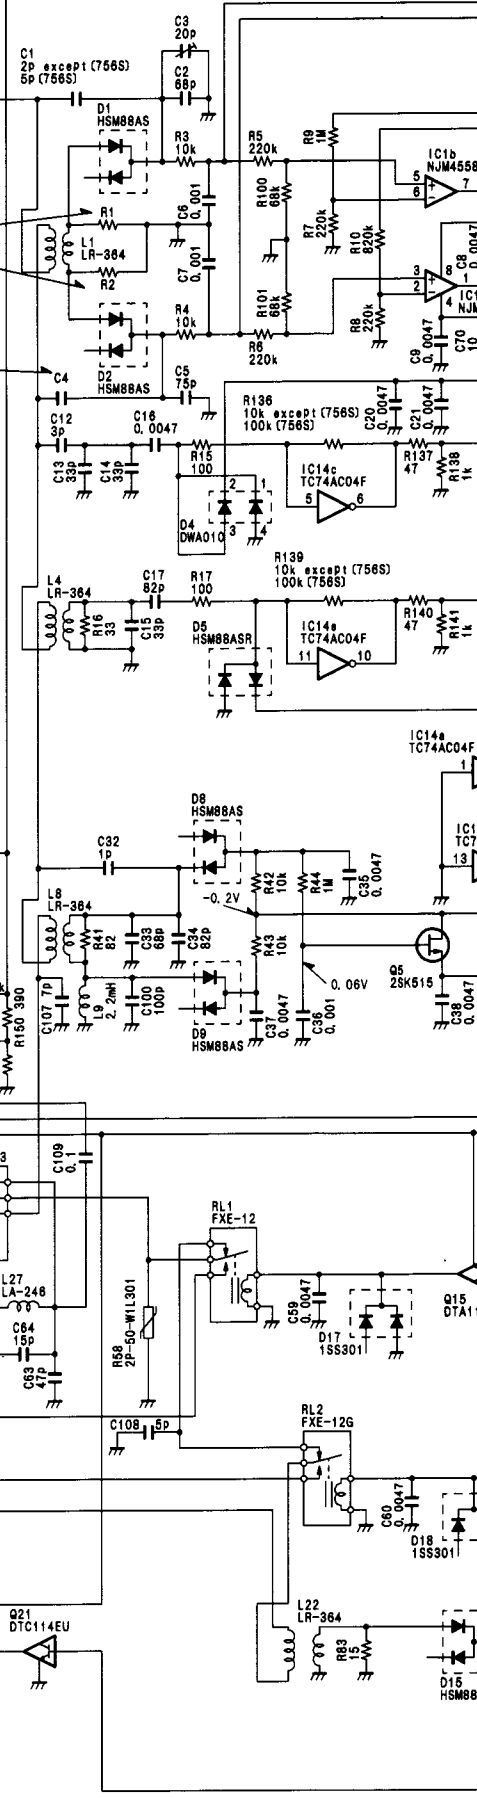 C3
20p
C1
2p except (756S)
5p (756S)
C2
68p
D1
HSM88AS
R3
10k
R5
220k
R9
1M
IC1b
NJM4558
5
6
7
C6
0.001
R100
68k
R7
220k
R10
820k
C8
0.0047
R1
L1
LR-364
R2
C7
0.001
R101
68k
3
2
8
1
4
IC1
NJM
R4
10k
R6
220k
R8
220k
C9
0.0047
C70
10
D2
HSM88AS
C4
C5
75p
C12
3p
C16
0.0047
R136
10k except (756S)
100k (756S)
C20
0.0047
C21
0.0047
C13
33p
C14
33p
R15
100
IC14c
TC74AC04F
5
6
R137
47
R138
1k
2
1
D4
DWA010
3
4
R139
10k except (756S)
100k (756S)
L4
LR-364
C17
82p
R17
100
R16
33
C15
33p
D5
HSM88ASR
IC14e
TC74AC04F
11
10
R140
47
R141
1k
IC14a
TC74AC04F
1
D8
HSM88AS
IC1
TC7
13
C32
1p
R42
10k
R44
1M
C35
0.0047
-0.2V
L8
LR-364
R41
82
C33
68p
C34
82p
R43
10k
Q5
2SK515
0.06V
k
R150 390
C107 7p
L9
2.2mH
C100
100p
D9
HSM88AS
C37
0.0047
C36
0.001
C38
0.0047
3
C109
0.1
RL1
FXE-12
L27
LA-246
C64
15p
C63
47p
R58
2P-50-W1L301
C59
0.0047
D17
1SS301
Q15
DTA11
C108
5p
RL2
FXE-12G
C60
0.0047
D18
1SS301
Q21
DTC114EU
L22
LR-364
R83
15
D15
HSM88